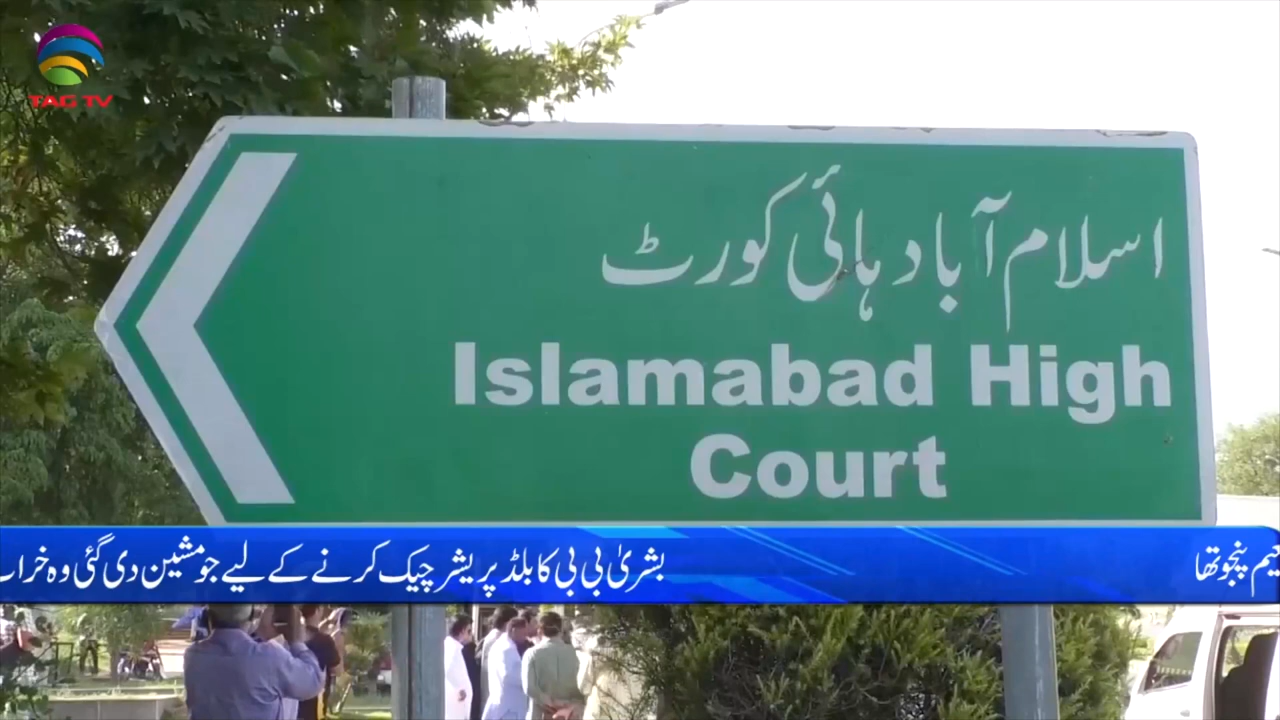 TAG TV
اسلام آباد ہائی کورٹ
Islamabad High
Court
پنجوتھا
بشریٰ بی بی کا بلڈ پریشر چیک کرنے کے لیے جو مشین دی گئی وہ